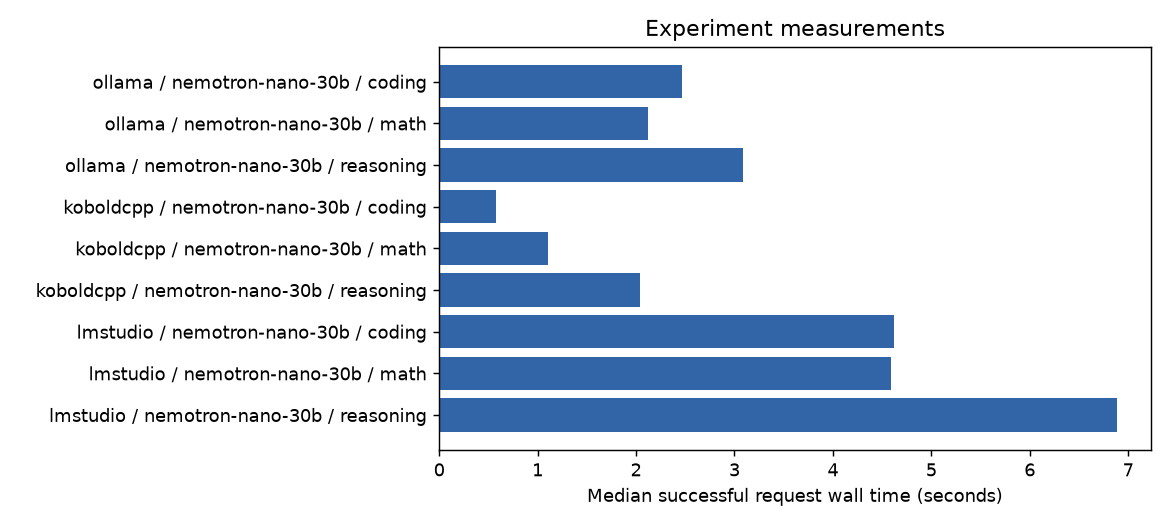 Experiment measurements
ollama / nemotron-nano-30b / coding
ollama / nemotron-nano-30b / math
ollama / nemotron-nano-30b / reasoning
koboldcpp / nemotron-nano-30b / coding
koboldcpp / nemotron-nano-30b / math
koboldcpp / nemotron-nano-30b / reasoning
lmstudio / nemotron-nano-30b / coding
lmstudio / nemotron-nano-30b / math
lmstudio / nemotron-nano-30b / reasoning
0 1 2 3 4 5 6 7
Median successful request wall time (seconds)